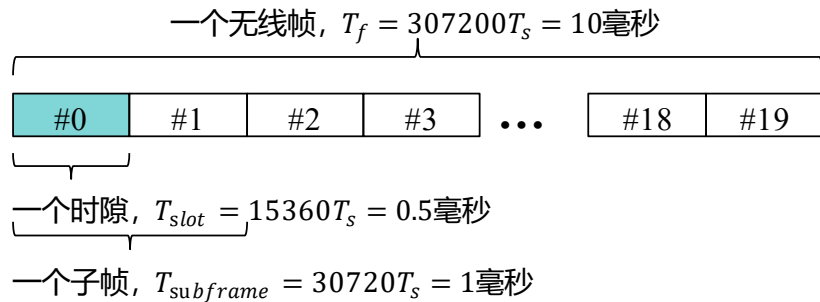 一个无线帧，T_f = 307200T_s = 10毫秒
#0 #1 #2 #3 ••• #18 #19
一个时隙，T_slot = 15360T_s = 0.5毫秒
一个子帧，T_subframe = 30720T_s = 1毫秒